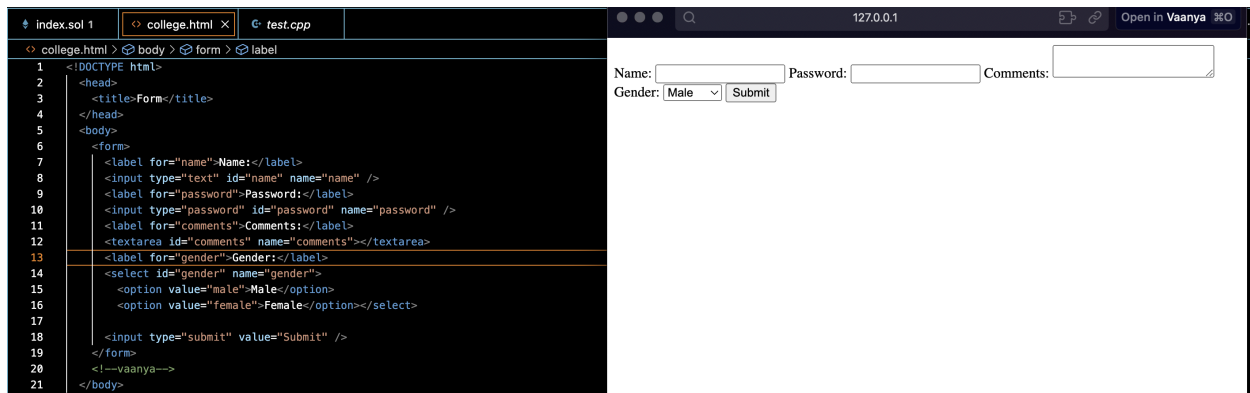 index.sol 1
college.html
test.cpp
college.html > body > form > label
1 <!DOCTYPE html>
2 <head>
3 <title>Form</title>
4 </head>
5 <body>
6 <form>
7 <label for="name">Name:</label>
8 <input type="text" id="name" name="name" />
9 <label for="password">Password:</label>
10 <input type="password" id="password" name="password" />
11 <label for="comments">Comments:</label>
12 <textarea id="comments" name="comments"></textarea>
13 <label for="gender">Gender:</label>
14 <select id="gender" name="gender">
15 <option value="male">Male</option>
16 <option value="female">Female</option></select>
17
18 <input type="submit" value="Submit" />
19 </form>
20 <!--vaanya-->
21 </body>
127.0.0.1
Open in Vaanya ⌘O
Name: Password: Comments:
Gender: Male Submit